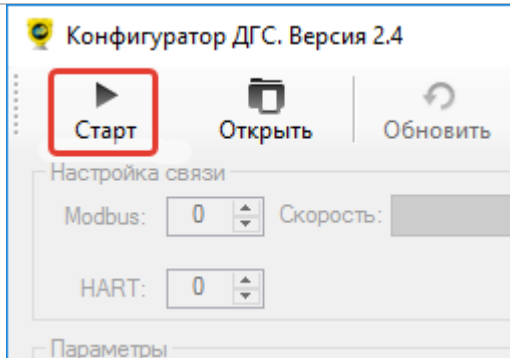 Конфигуратор ДГС. Версия 2.4
Старт Открыть Обновить
Настройка связи
Modbus: 0 Скорость:
HART: 0
Параметры